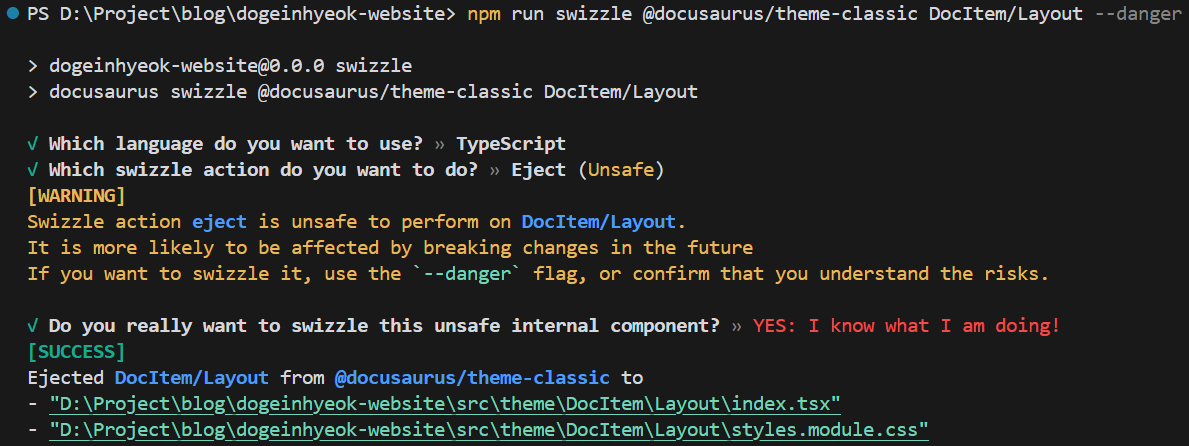 PS D:\Project\blog\dogeinhyeok-website> npm run swizzle @docusaurus/theme-classic DocItem/Layout --danger
> dogeinhyeok-website@0.0.0 swizzle
> docusaurus swizzle @docusaurus/theme-classic DocItem/Layout
√ Which language do you want to use? » TypeScript
√ Which swizzle action do you want to do? » Eject (Unsafe)
[WARNING]
Swizzle action eject is unsafe to perform on DocItem/Layout.
It is more likely to be affected by breaking changes in the future
If you want to swizzle it, use the `--danger` flag, or confirm that you understand the risks.
√ Do you really want to swizzle this unsafe internal component? » YES: I know what I am doing!
[SUCCESS]
Ejected DocItem/Layout from @docusaurus/theme-classic to
- "D:\Project\blog\dogeinhyeok-website\src\theme\DocItem\Layout\index.tsx"
- "D:\Project\blog\dogeinhyeok-website\src\theme\DocItem\Layout\styles.module.css"